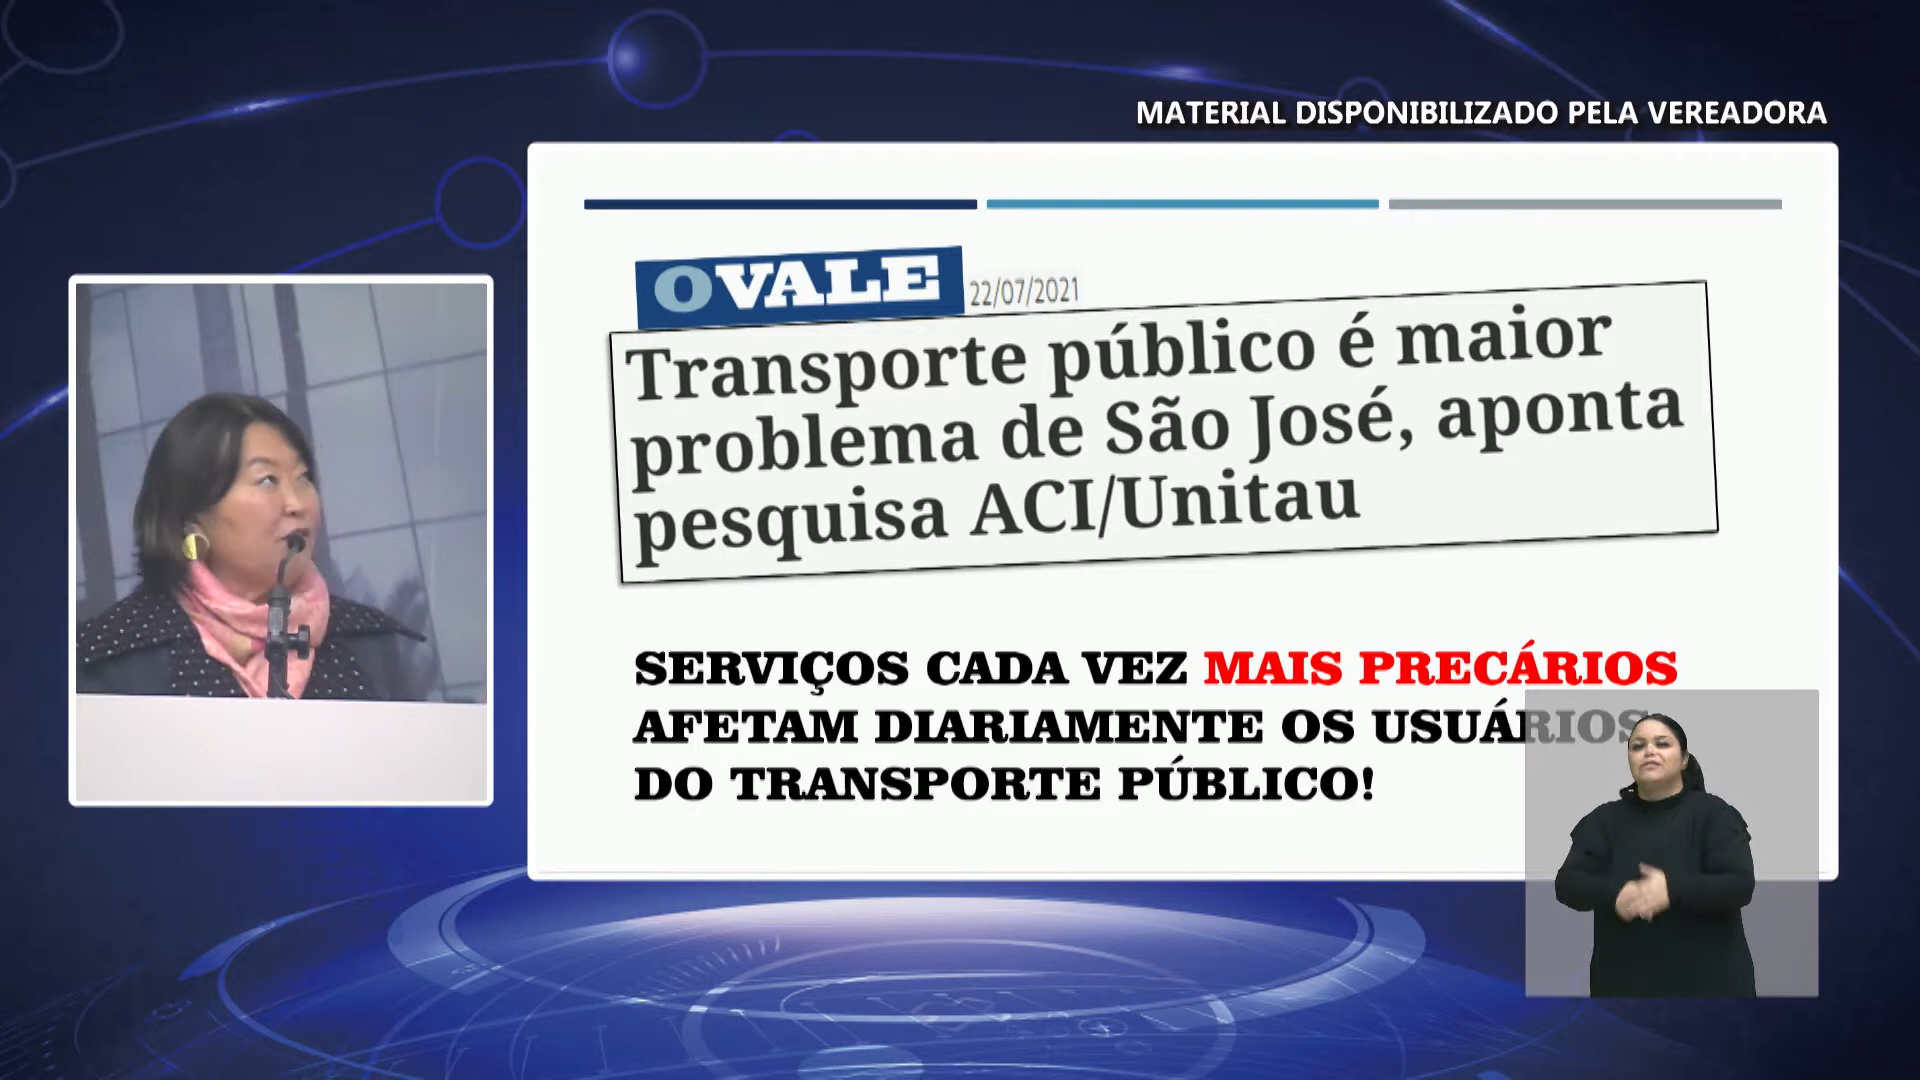 MATERIAL DISPONIBILIZADO PELA VEREADORA
OVALE 22/07/2021
Transporte público é maior
problema de São José, aponta
pesquisa ACI/Unitau
SERVIÇOS CADA VEZ MAIS PRECÁRIOS
AFETAM DIARIAMENTE OS USUÁRIOS
DO TRANSPORTE PÚBLICO!